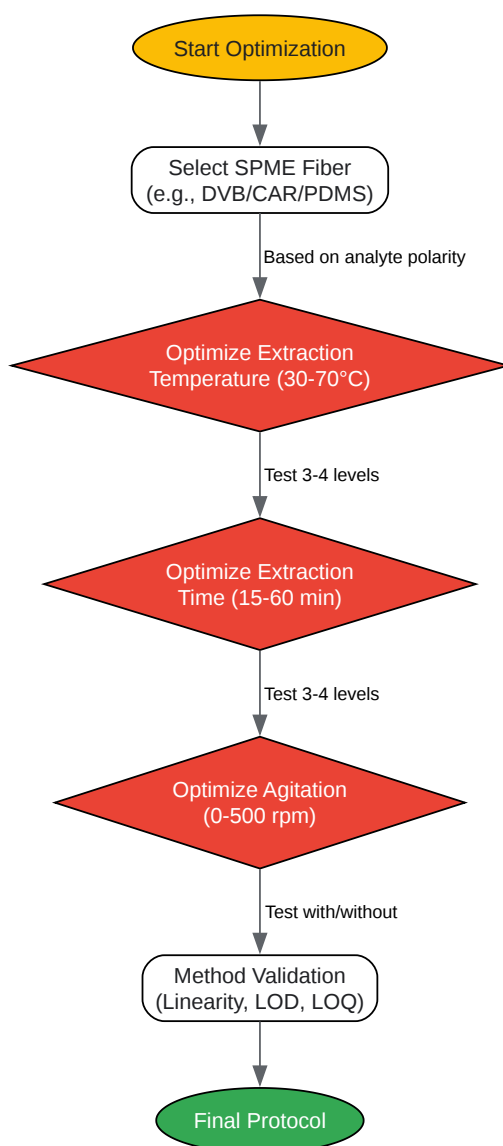 Start Optimization
Select SPME Fiber
(e.g., DVB/CAR/PDMS)
Based on analyte polarity
Optimize Extraction
Temperature (30-70°C)
Test 3-4 levels
Optimize Extraction
Time (15-60 min)
Test 3-4 levels
Optimize Agitation
(0-500 rpm)
Test with/without
Method Validation
(Linearity, LOD, LOQ)
Final Protocol